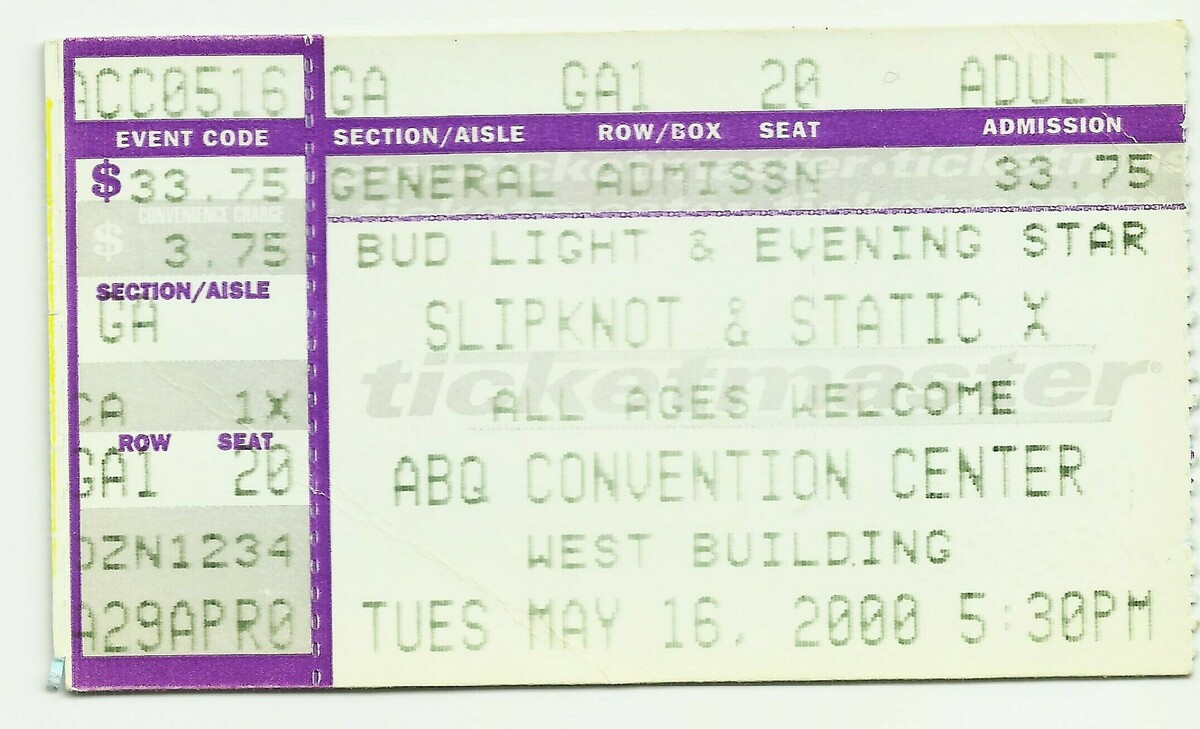 ACC0516 GA GA1 20 ADULT
EVENT CODE SECTION/AISLE ROW/BOX SEAT ADMISSION
$33.75 GENERAL ADMISSN 33.75
CONVENIENCE CHARGE
$ 3.75 BUD LIGHT & EVENING STAR
SECTION/AISLE
GA SLIPKNOT & STATIC X
ticketmaster
CA 1X ALL AGES WELCOME
ROW SEAT
GA1 20 ABQ CONVENTION CENTER
OZN1234 WEST BUILDING
A29APR0 TUES MAY 16, 2000 5:30PM